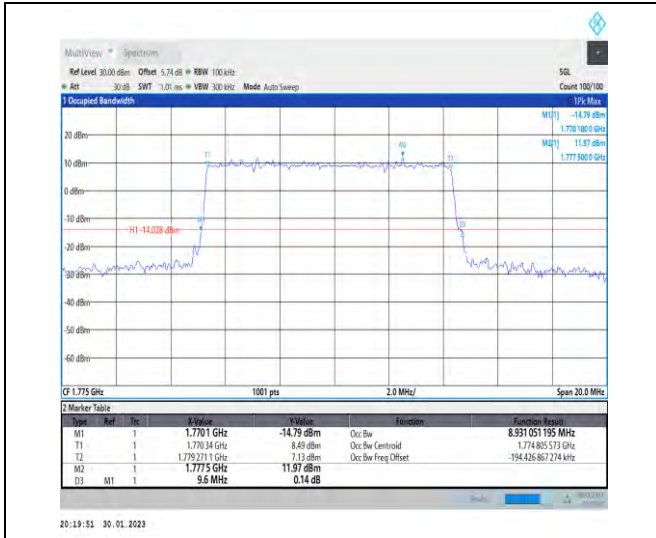 MultiView Spectrum
Ref Level 30.00 dBm Offset 5.74 dB RBW 100 kHz SGL
Att 30 dB SWT 1.01 ms VBW 300 kHz Mode Auto Sweep Count 100/100
1 Occupied Bandwidth 1Pk Max
M1[1] -14.79 dBm
1.770 100 0 GHz
M2[1] 11.97 dBm
1.777 500 0 GHz
20 dBm
10 dBm
0 dBm
-10 dBm
H1 -14.028 dBm
-20 dBm
-40 dBm
-50 dBm
-60 dBm
T1
M2
CF 1.775 GHz 1001 pts 2.0 MHz/ Span 20.0 MHz
2 Marker Table
Type Ref Trc X-Value Y-Value Function Function Result
M1 1 1.7701 GHz -14.79 dBm Occ Bw 8.931 051 195 MHz
T1 1 1.770 34 GHz 8.49 dBm Occ Bw Centroid 1.774 805 573 GHz
T2 1 1.779 271 1 GHz 7.13 dBm Occ Bw Freq Offset -194.426 867 274 kHz
M2 1 1.7775 GHz 11.97 dBm
D3 M1 1 9.6 MHz 0.14 dB
20:19:51 30.01.2023